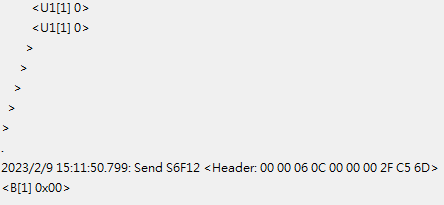 <U1[1] 0>
<U1[1] 0>
>
>
>
>
>
.
2023/2/9 15:11:50.799: Send S6F12 <Header: 00 00 06 0C 00 00 00 2F C5 6D>
<B[1] 0x00>